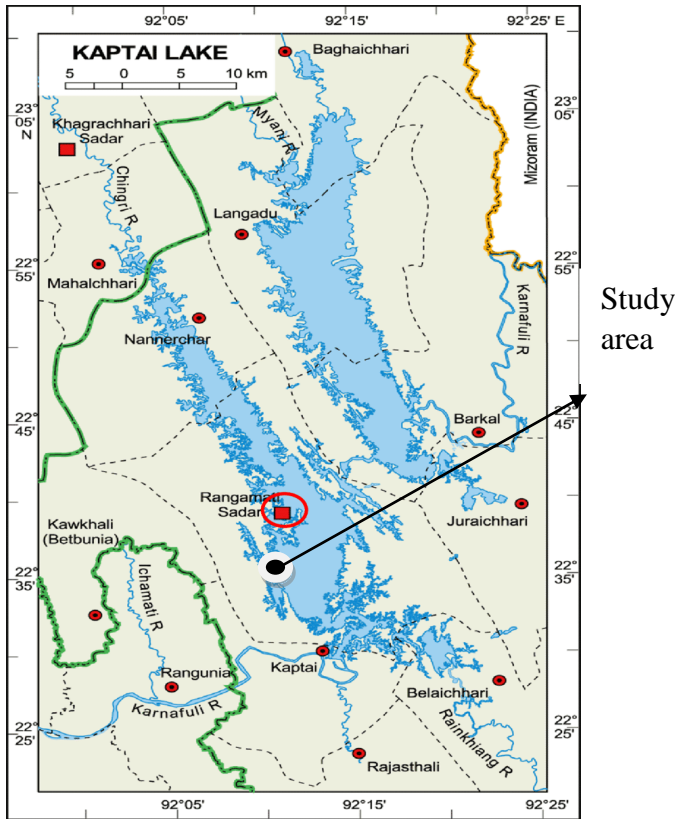 92°05' 92°15' 92°25' E
KAPTAI LAKE
5 0 5 10 km
Baghaichhari
23°
05'
N
23°
05'
Mizoram (INDIA)
Khagrachhari
Sadar
Myani R
Chingri R
Langadu
22°
55'
22°
55'
Mahalchhari
Karnafuli R
Study
area
Nannerchar
22°
45'
22°
45'
Barkal
Rangamati
Sadar
Juraichhari
Kawkhali
(Betbunia)
22°
35'
22°
35'
Ichamati R
Rangunia
Kaptai
Belaichhari
Karnafuli R
Rainkhiang R
22°
25'
22°
25'
Rajasthali
92°05' 92°15' 92°25'